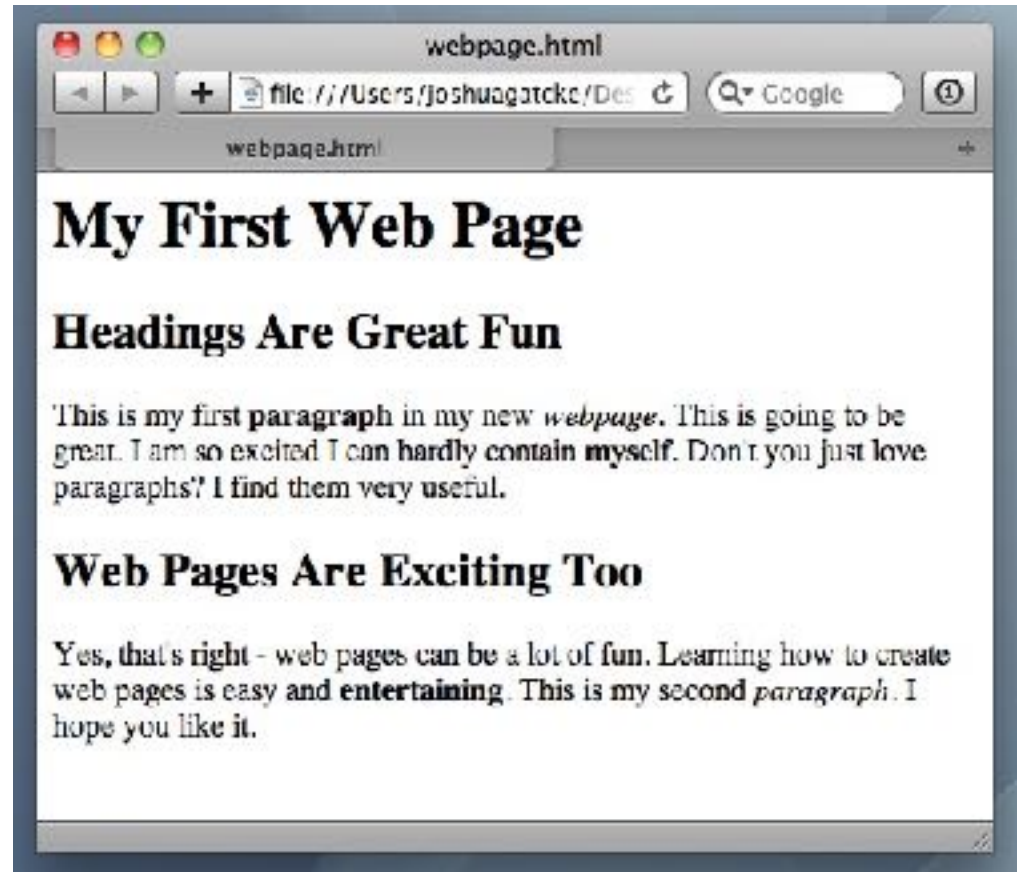 webpage.html
file:///Users/joshuagatcke/Des
Google
1
webpage.html
My First Web Page
Headings Are Great Fun
This is my first paragraph in my new webpage. This is going to be
great. I am so excited I can hardly contain myself. Don't you just love
paragraphs? I find them very useful.
Web Pages Are Exciting Too
Yes, that's right - web pages can be a lot of fun. Learning how to create
web pages is easy and entertaining. This is my second paragraph. I
hope you like it.